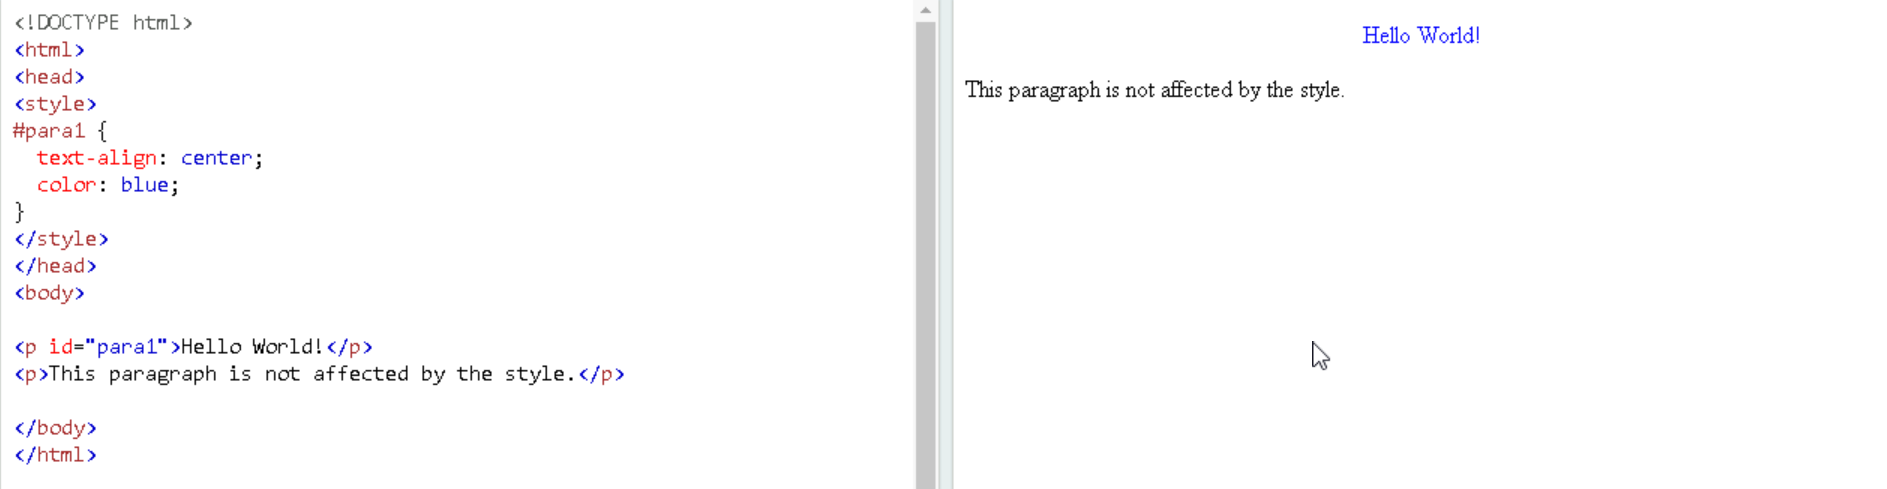 <!DOCTYPE html>
<html>
<head>
<style>
#para1 {
  text-align: center;
  color: blue;
}
</style>
</head>
<body>
<p id="para1">Hello World!</p>
<p>This paragraph is not affected by the style.</p>
</body>
</html>
Hello World!
This paragraph is not affected by the style.